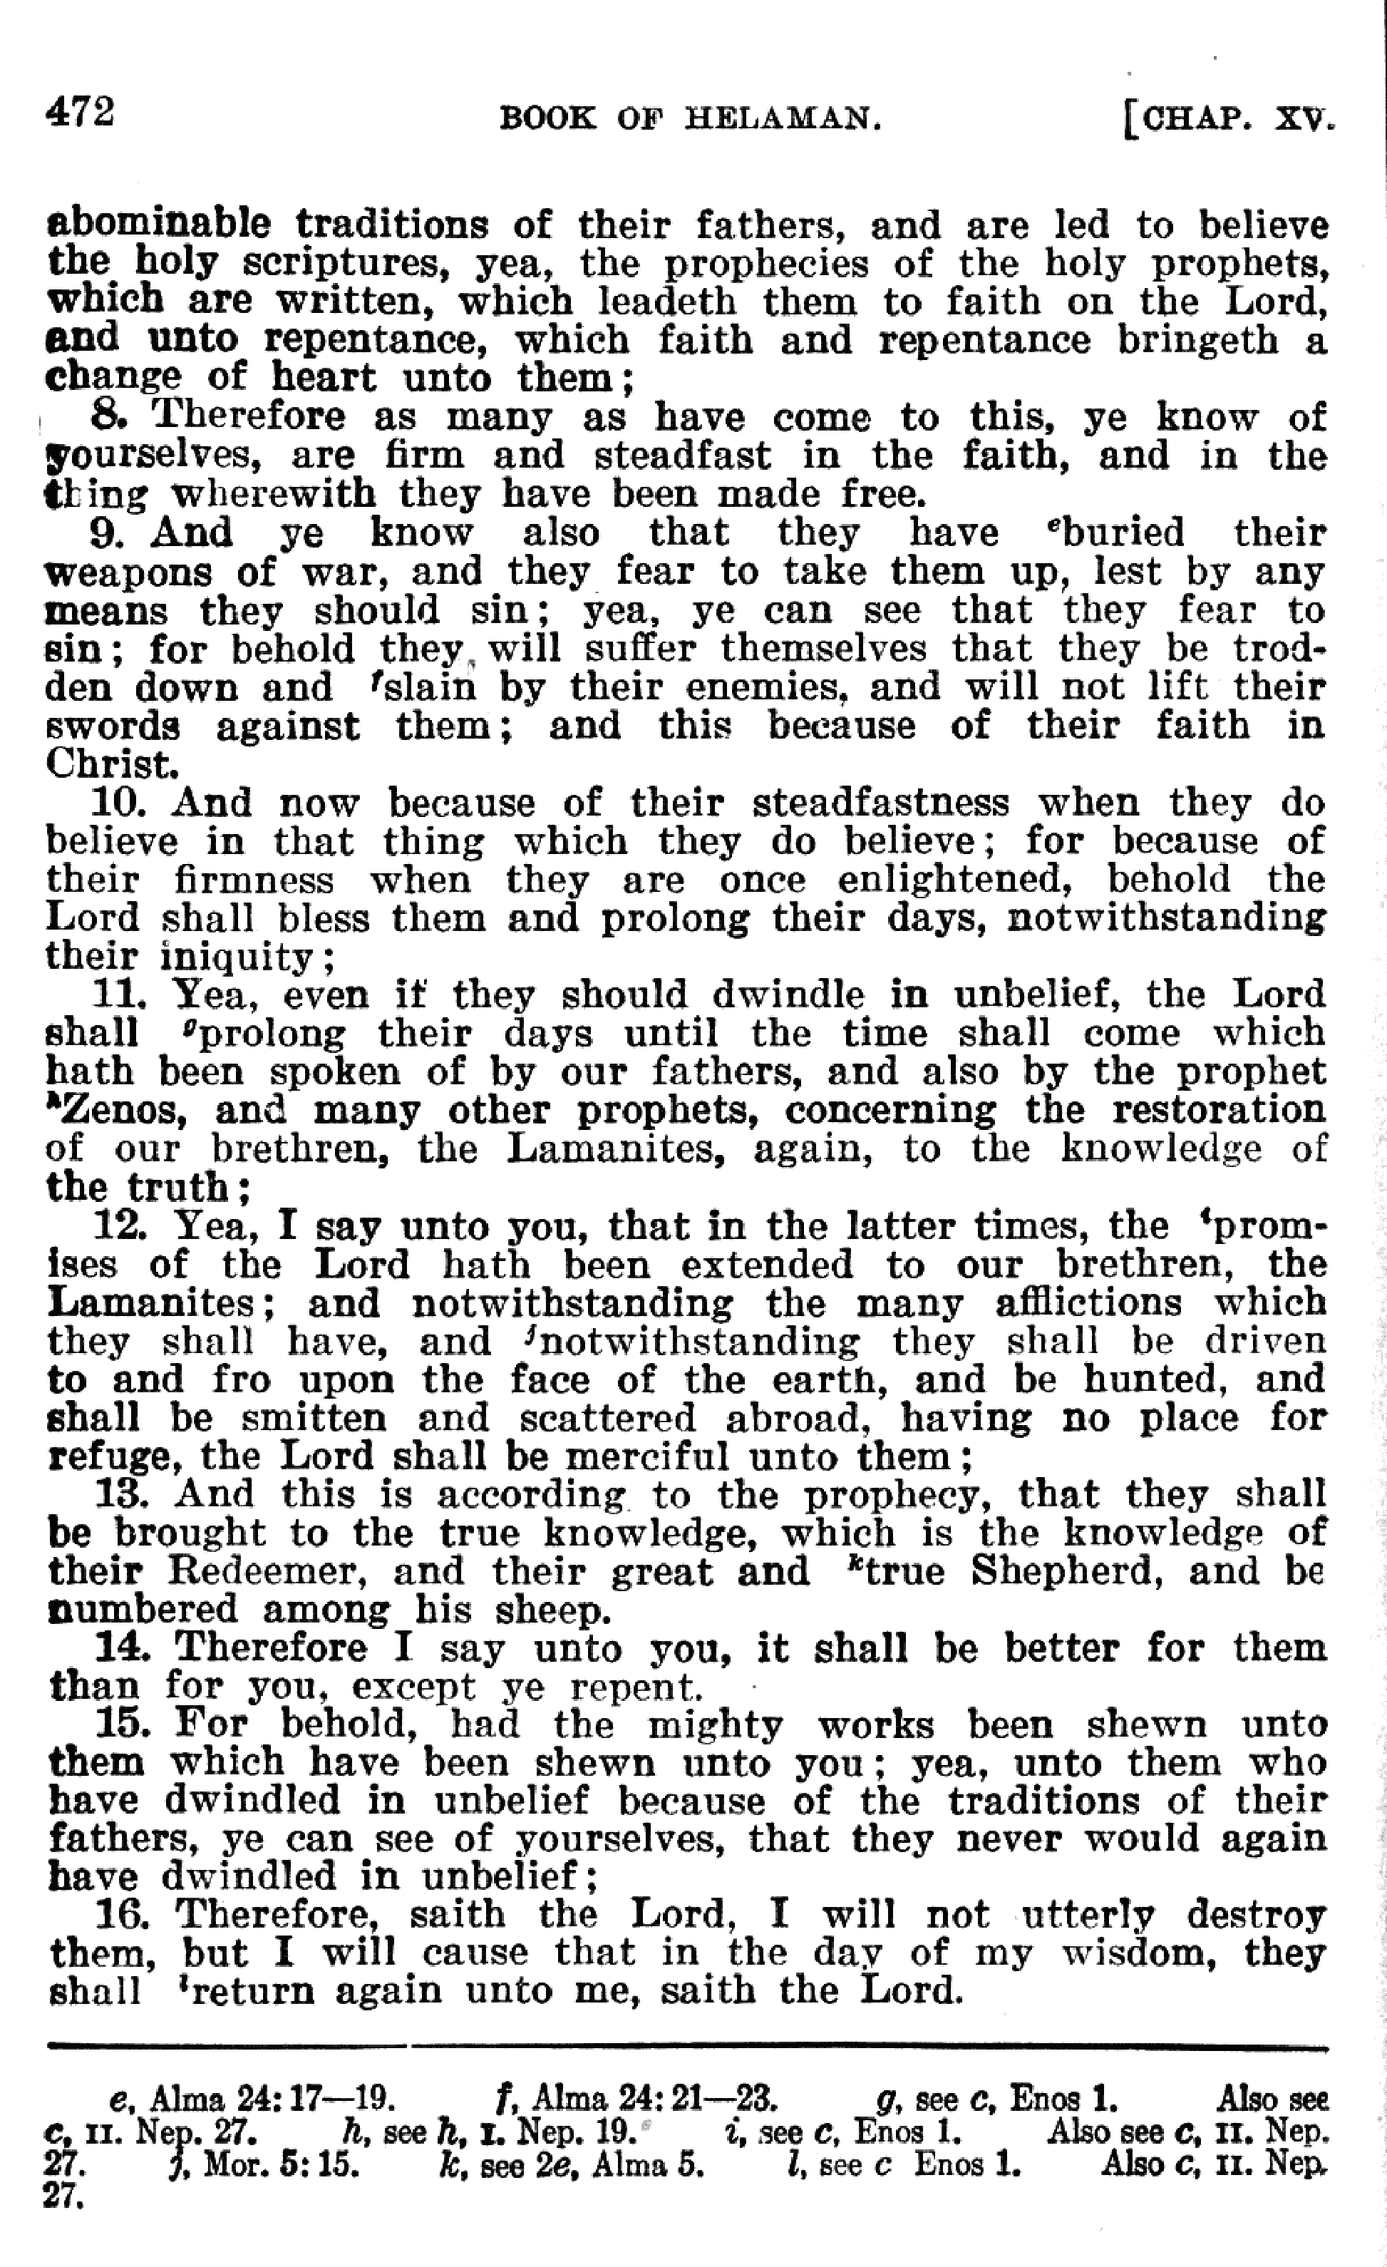 472 BOOK OF HELAMAN. [CHAP. XV.
abominable traditions of their fathers, and are led to believe
the holy scriptures, yea, the prophecies of the holy prophets,
which are written, which leadeth them to faith on the Lord,
and unto repentance, which faith and repentance bringeth a
change of heart unto them;
8. Therefore as many as have come to this, ye know of
yourselves, are firm and steadfast in the faith, and in the
thing wherewith they have been made free.
9. And ye know also that they have ᵉburied their
weapons of war, and they fear to take them up, lest by any
means they should sin; yea, ye can see that they fear to
sin; for behold they will suffer themselves that they be trod-
den down and ᶠslain by their enemies, and will not lift their
swords against them; and this because of their faith in
Christ.
10. And now because of their steadfastness when they do
believe in that thing which they do believe; for because of
their firmness when they are once enlightened, behold the
Lord shall bless them and prolong their days, notwithstanding
their iniquity;
11. Yea, even if they should dwindle in unbelief, the Lord
shall ᵍprolong their days until the time shall come which
hath been spoken of by our fathers, and also by the prophet
ʰZenos, and many other prophets, concerning the restoration
of our brethren, the Lamanites, again, to the knowledge of
the truth;
12. Yea, I say unto you, that in the latter times, the ⁱprom-
ises of the Lord hath been extended to our brethren, the
Lamanites; and notwithstanding the many afflictions which
they shall have, and ʲnotwithstanding they shall be driven
to and fro upon the face of the earth, and be hunted, and
shall be smitten and scattered abroad, having no place for
refuge, the Lord shall be merciful unto them;
13. And this is according to the prophecy, that they shall
be brought to the true knowledge, which is the knowledge of
their Redeemer, and their great and ᵏtrue Shepherd, and be
numbered among his sheep.
14. Therefore I say unto you, it shall be better for them
than for you, except ye repent.
15. For behold, had the mighty works been shewn unto
them which have been shewn unto you; yea, unto them who
have dwindled in unbelief because of the traditions of their
fathers, ye can see of yourselves, that they never would again
have dwindled in unbelief;
16. Therefore, saith the Lord, I will not utterly destroy
them, but I will cause that in the day of my wisdom, they
shall ˡreturn again unto me, saith the Lord.
e, Alma 24: 17—19. f, Alma 24: 21—23. g, see c, Enos 1. Also see
c, II. Nep. 27. h, see h, I. Nep. 19. i, see c, Enos 1. Also see c, II. Nep.
27. j, Mor. 5: 15. k, see 2e, Alma 5. l, see c Enos 1. Also c, II. Nep.
27.